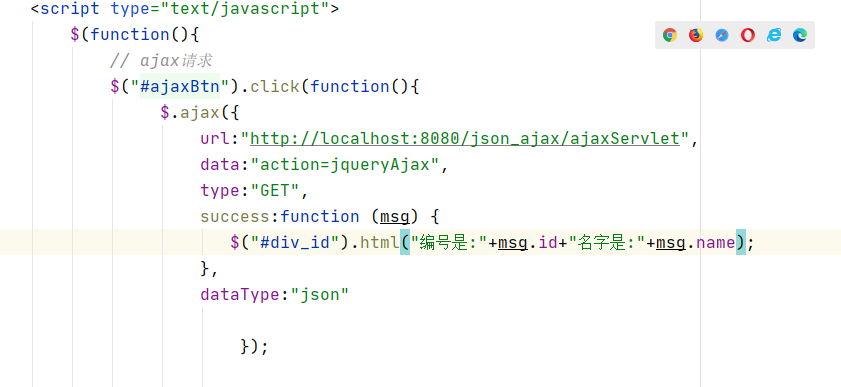 <script type="text/javascript">
$(function(){
// ajax请求
$("#ajaxBtn").click(function(){
$.ajax({
url:"http://localhost:8080/json_ajax/ajaxServlet",
data:"action=jqueryAjax",
type:"GET",
success:function (msg) {
$("#div_id").html("编号是:"+msg.id+"名字是:"+msg.name);
},
dataType:"json"
});